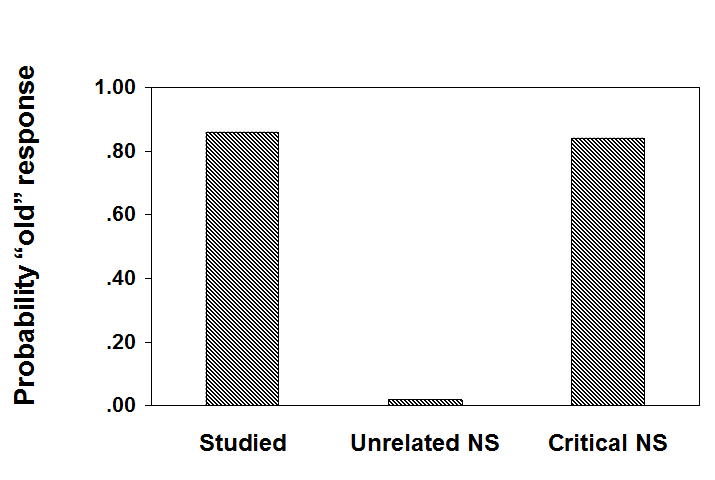 Probability “old” response
1.00
.80
.60
.40
.20
.00
Studied
Unrelated NS
Critical NS